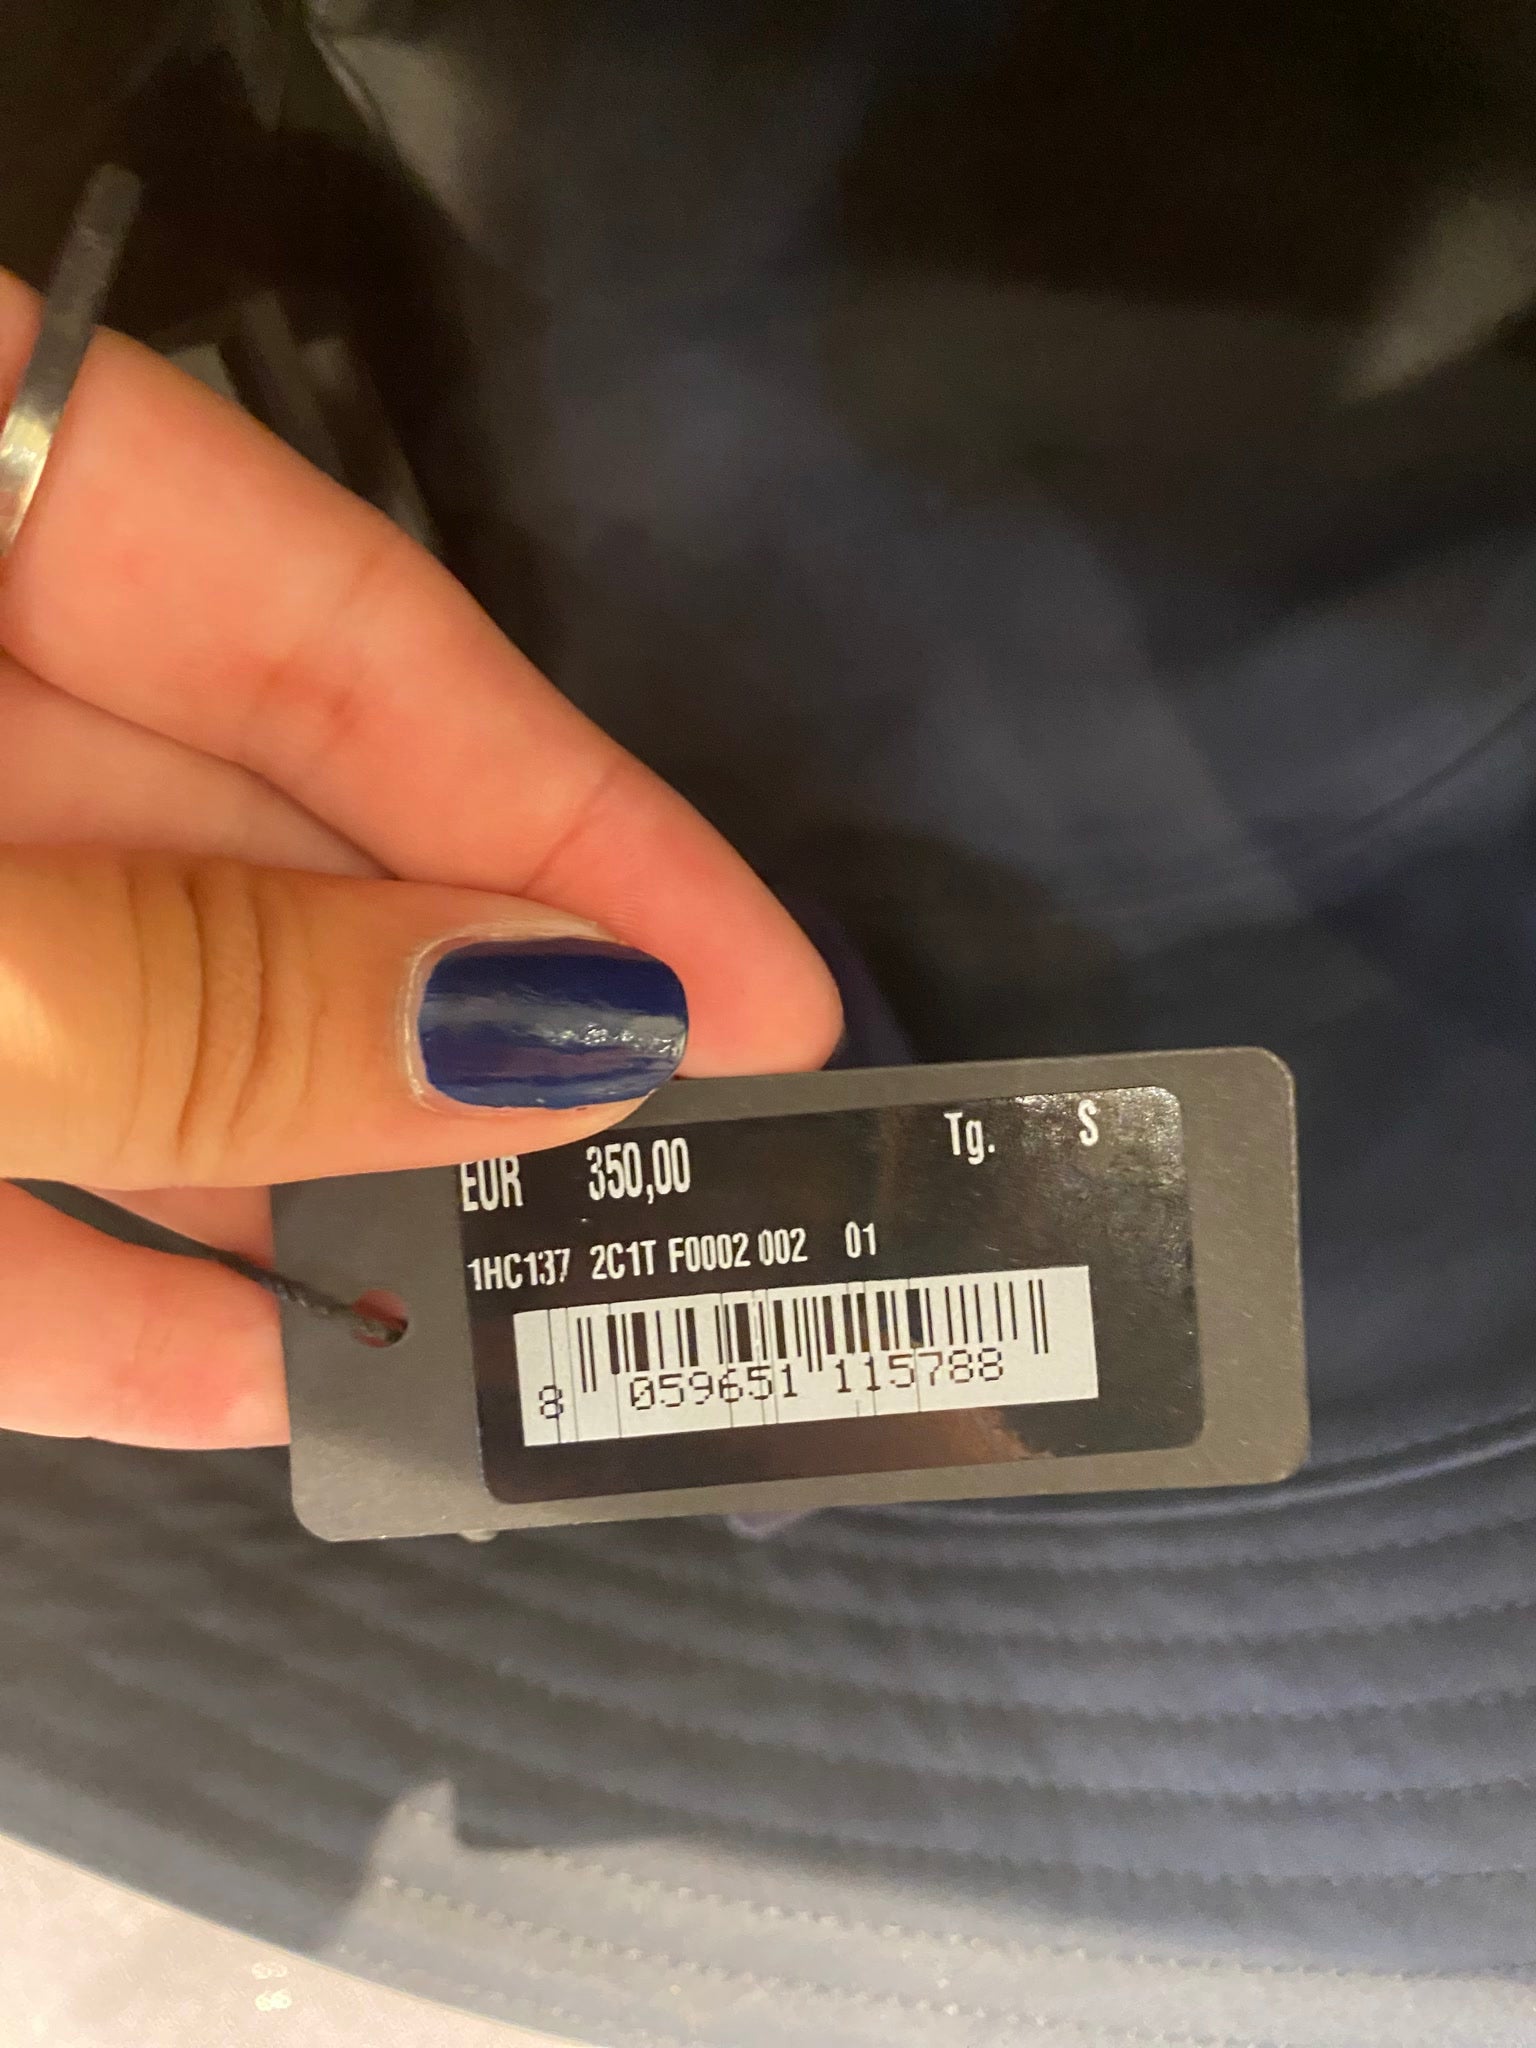 EUR 350,00 Tg. S
1HC137 2C1T F0002 002 01
8 059651 115788